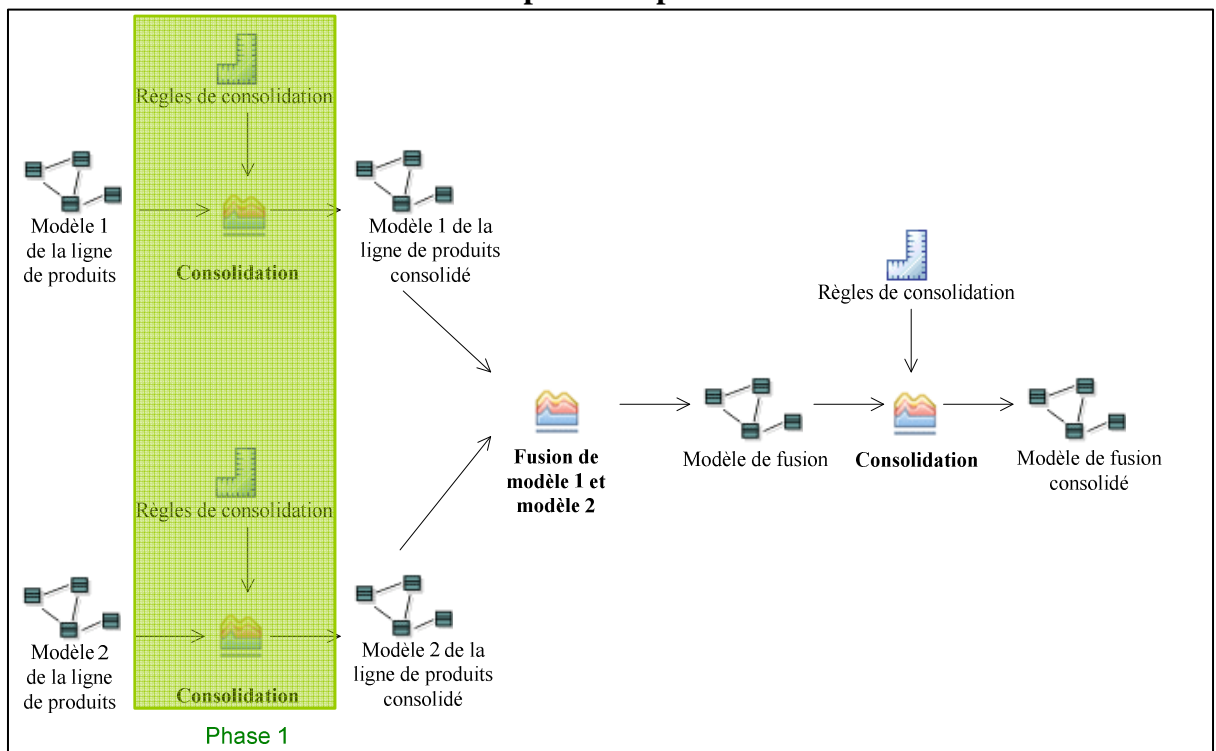 Règles de consolidation
Modèle 1
de la ligne
de produits
Consolidation
Modèle 1 de la
ligne de produits
consolidé
Règles de consolidation
Fusion de
modèle 1 et
modèle 2
Modèle de fusion
Consolidation
Modèle de fusion
consolidé
Règles de consolidation
Modèle 2
de la ligne
de produits
Consolidation
Modèle 2 de la
ligne de produits
consolidé
Phase 1